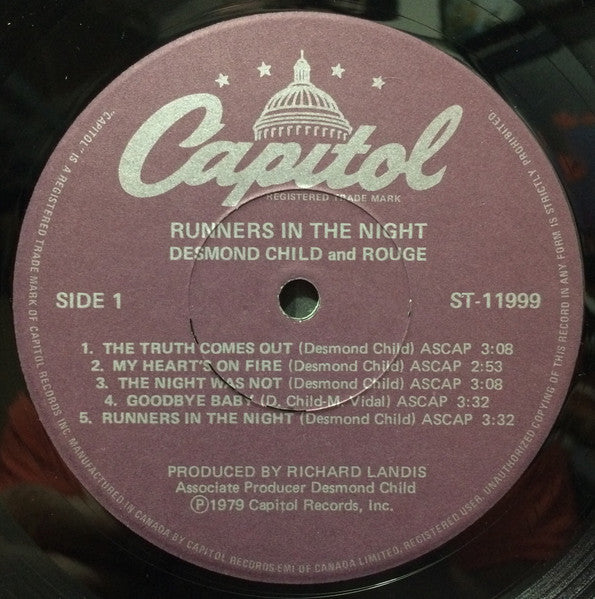 Capitol
REGISTERED TRADE MARK
RUNNERS IN THE NIGHT
DESMOND CHILD and ROUGE
SIDE 1
ST-11999
1. THE TRUTH COMES OUT (Desmond Child) ASCAP 3:08
2. MY HEART'S ON FIRE (Desmond Child) ASCAP 2:53
3. THE NIGHT WAS NOT (Desmond Child) ASCAP 3:08
4. GOODBYE BABY (D. Child-M. Vidal) ASCAP 3:32
5. RUNNERS IN THE NIGHT (Desmond Child) ASCAP 3:32
PRODUCED BY RICHARD LANDIS
Associate Producer Desmond Child
Ⓟ1979 Capitol Records, Inc.
"CAPITOL" IS A REGISTERED TRADE MARK OF CAPITOL RECORDS INC. MANUFACTURED IN CANADA BY CAPITOL RECORDS-EMI OF CANADA LIMITED, REGISTERED USER. UNAUTHORIZED COPYING OF THIS RECORD IN ANY FORM IS STRICTLY PROHIBITED.